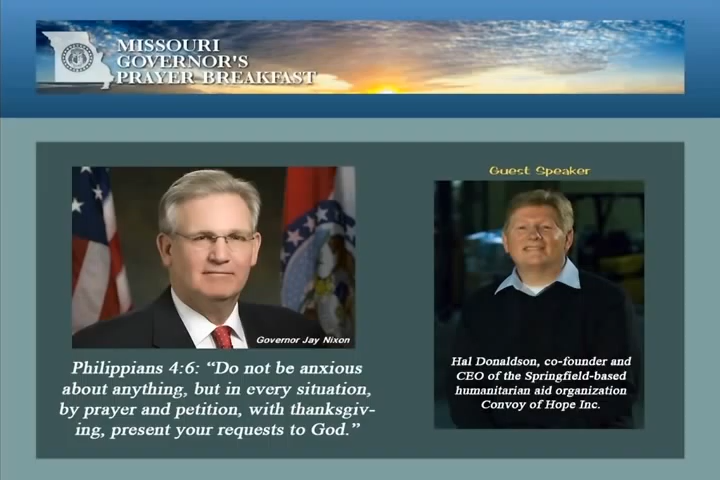 MISSOURI
GOVERNOR'S
PRAYER BREAKFAST
Guest Speaker
Governor Jay Nixon
Philippians 4:6: “Do not be anxious
about anything, but in every situation,
by prayer and petition, with thanksgiv-
ing, present your requests to God.”
Hal Donaldson, co-founder and
CEO of the Springfield-based
humanitarian aid organization
Convoy of Hope Inc.